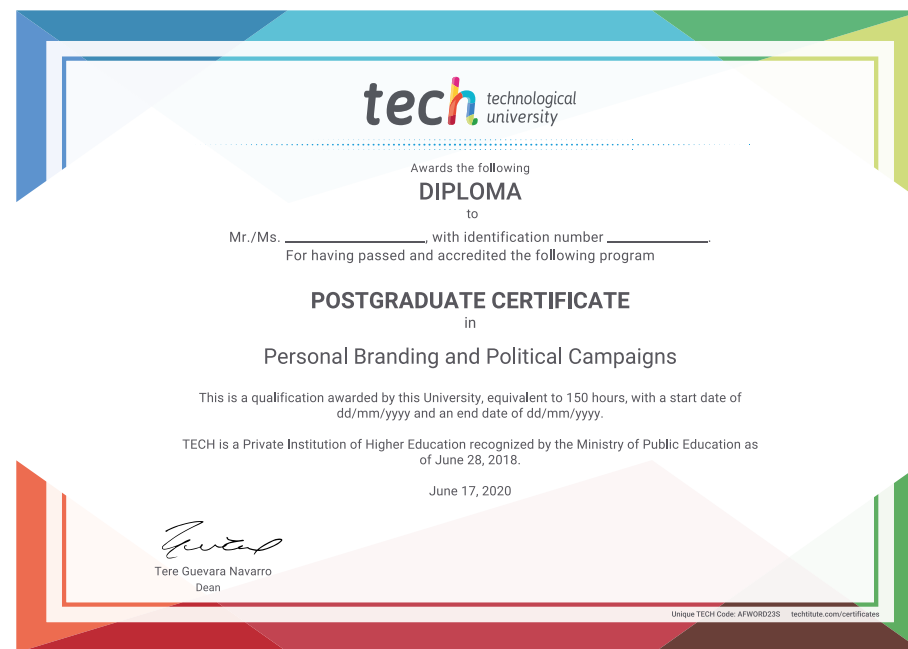 tech technological
university
Awards the following
DIPLOMA
to
Mr./Ms. ____________________, with identification number ______________.
For having passed and accredited the following program
POSTGRADUATE CERTIFICATE
in
Personal Branding and Political Campaigns
This is a qualification awarded by this University, equivalent to 150 hours, with a start date of
dd/mm/yyyy and an end date of dd/mm/yyyy.
TECH is a Private Institution of Higher Education recognized by the Ministry of Public Education as
of June 28, 2018.
June 17, 2020
Tere Guevara Navarro
Dean
Unique TECH Code: AFWORD23S techtitute.com/certificates